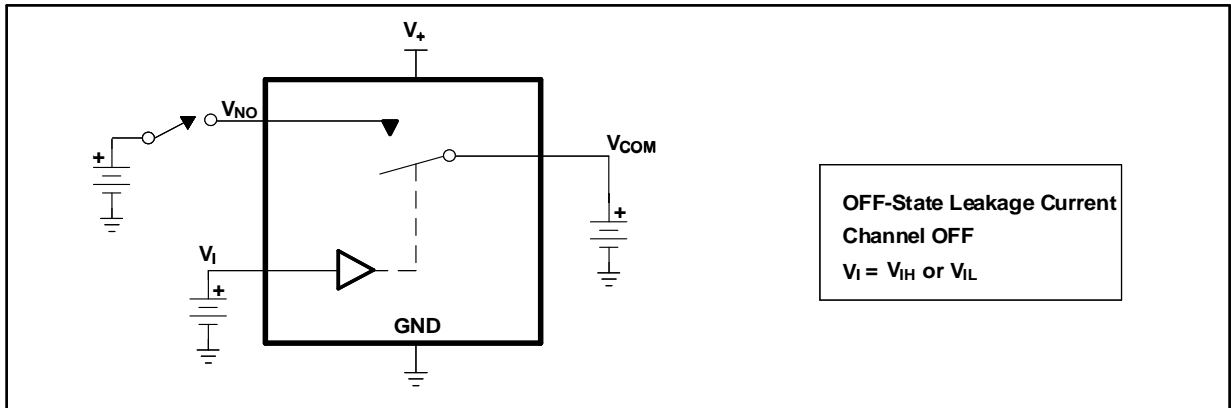 V+
VNO
+
VCOM
+
VI
+
GND
OFF-State Leakage Current
Channel OFF
VI = VIH or VIL